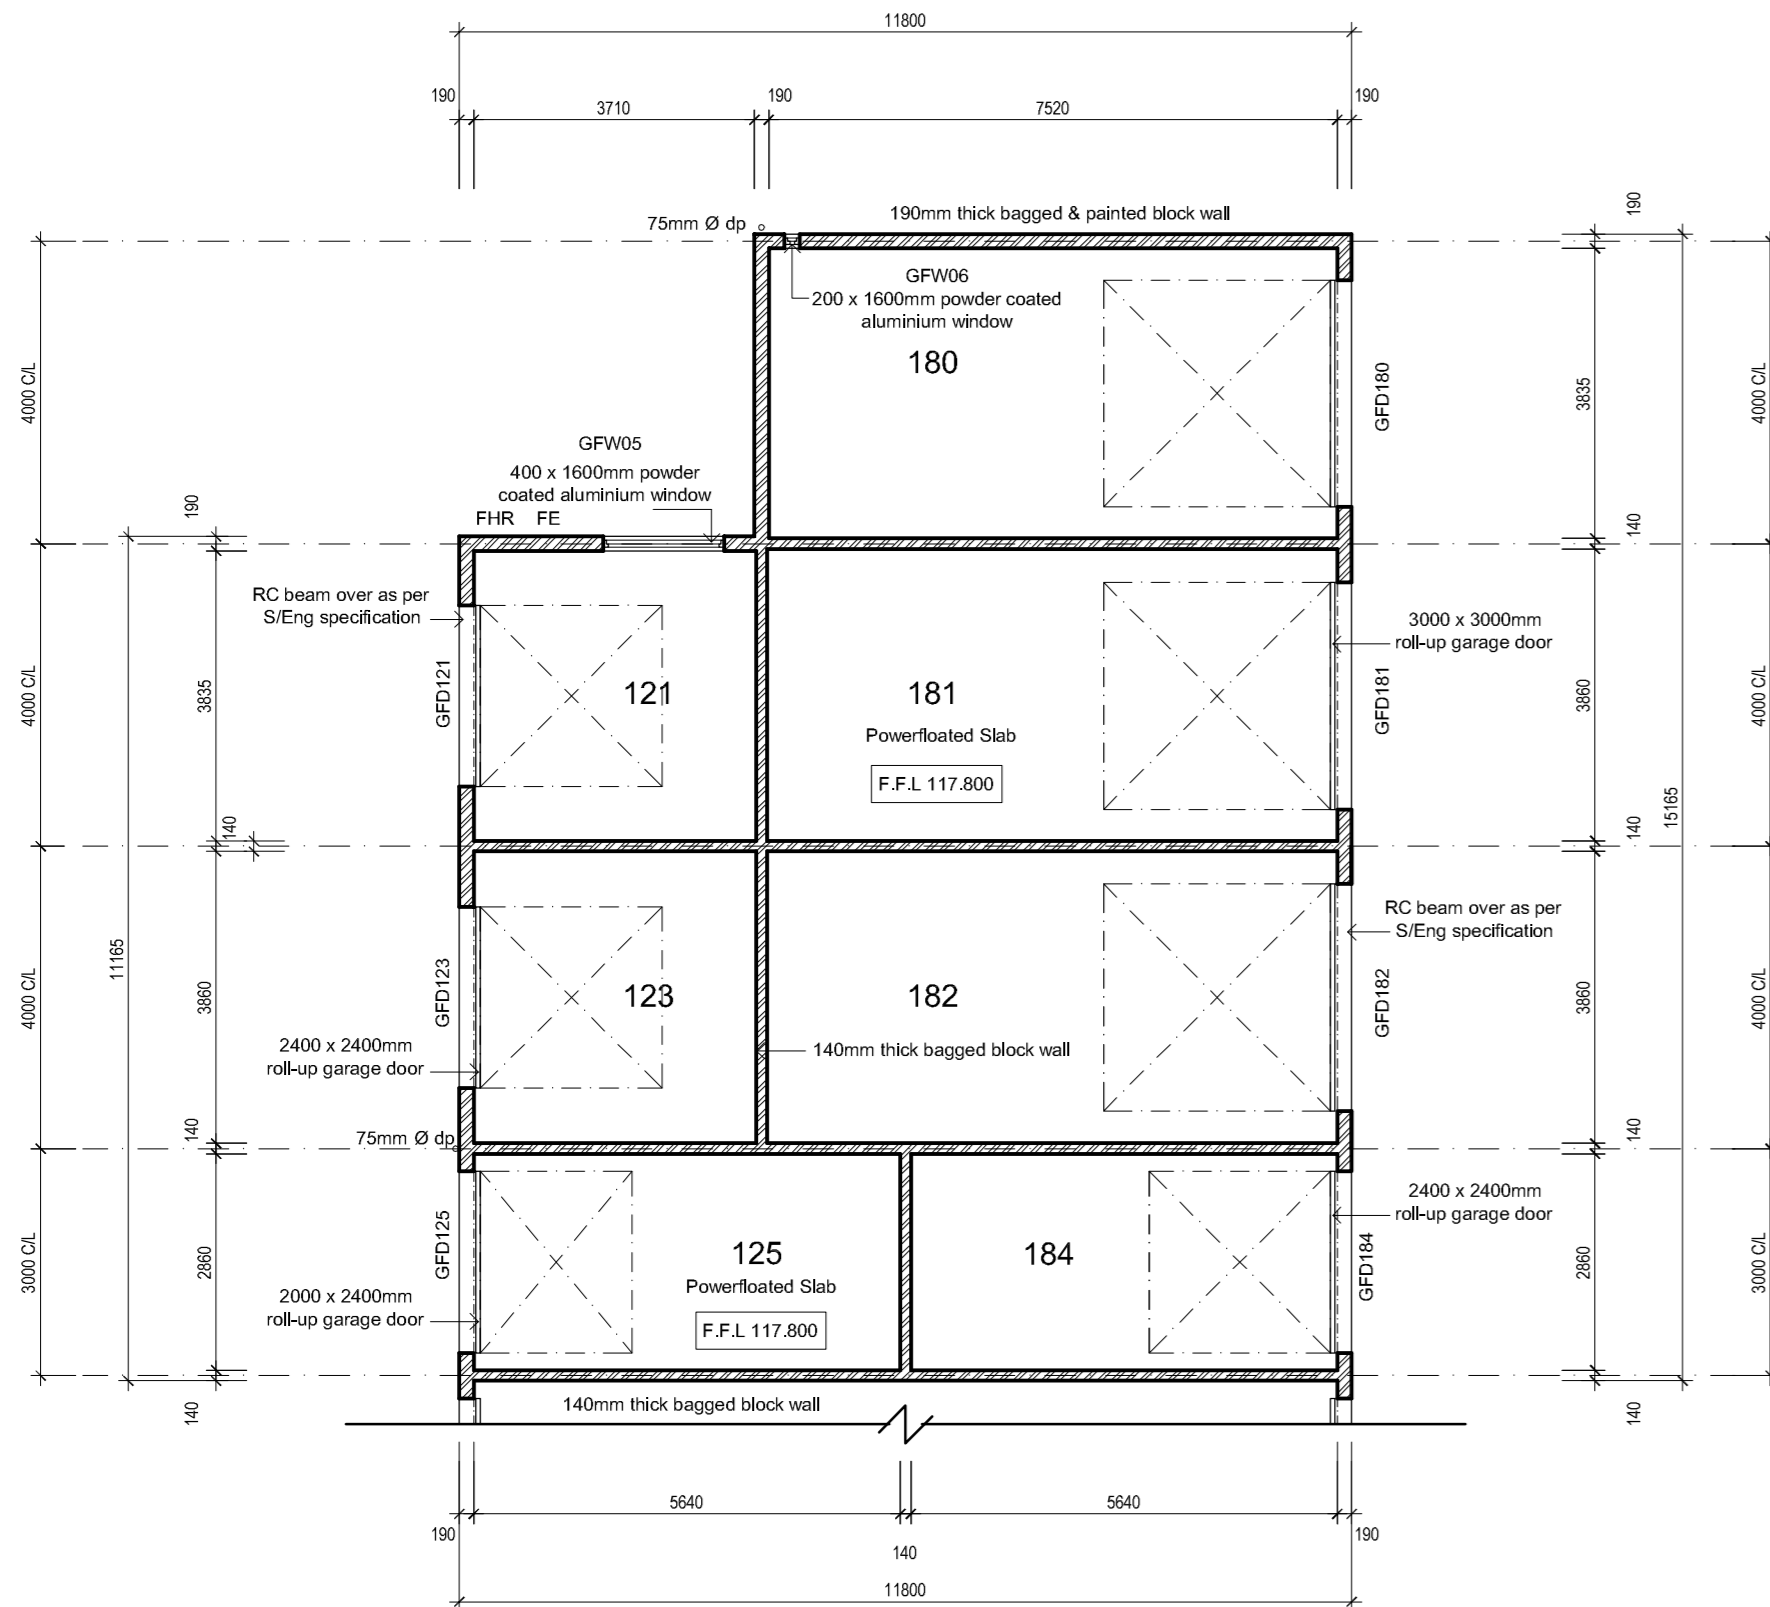 11800
190
3710
190
7520
190
75mm Ø dp
190mm thick bagged & painted block wall
190
GFW06
200 x 1600mm powder coated
aluminium window
180
4000 C/L
GFD180
3835
4000 C/L
GFW05
400 x 1600mm powder
coated aluminium window
FHR FE
190
140
RC beam over as per
S/Eng specification
3000 x 3000mm
roll-up garage door
4000 C/L
3835
GFD121
121
181
Powerfloated Slab
F.F.L 117.800
GFD181
3860
4000 C/L
140
140
15165
RC beam over as per
S/Eng specification
11165
4000 C/L
3860
GFD123
123
182
GFD182
3860
4000 C/L
2400 x 2400mm
roll-up garage door
140mm thick bagged block wall
140
75mm Ø dp
140
2400 x 2400mm
roll-up garage door
3000 C/L
2860
GFD125
125
Powerfloated Slab
F.F.L 117.800
184
GFD184
2860
3000 C/L
2000 x 2400mm
roll-up garage door
140
140mm thick bagged block wall
140
5640
5640
190
140
190
11800